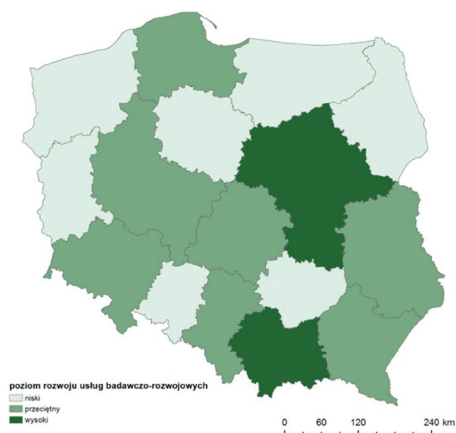 poziom rozwoju usług badawczo-rozwojowych
niski
przeciętny
wysoki
0 60 120 240 km